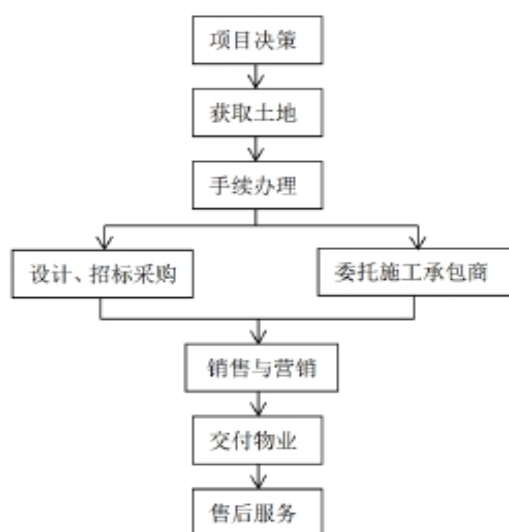 项目决策
获取土地
手续办理
设计、招标采购
委托施工承包商
销售与营销
交付物业
售后服务